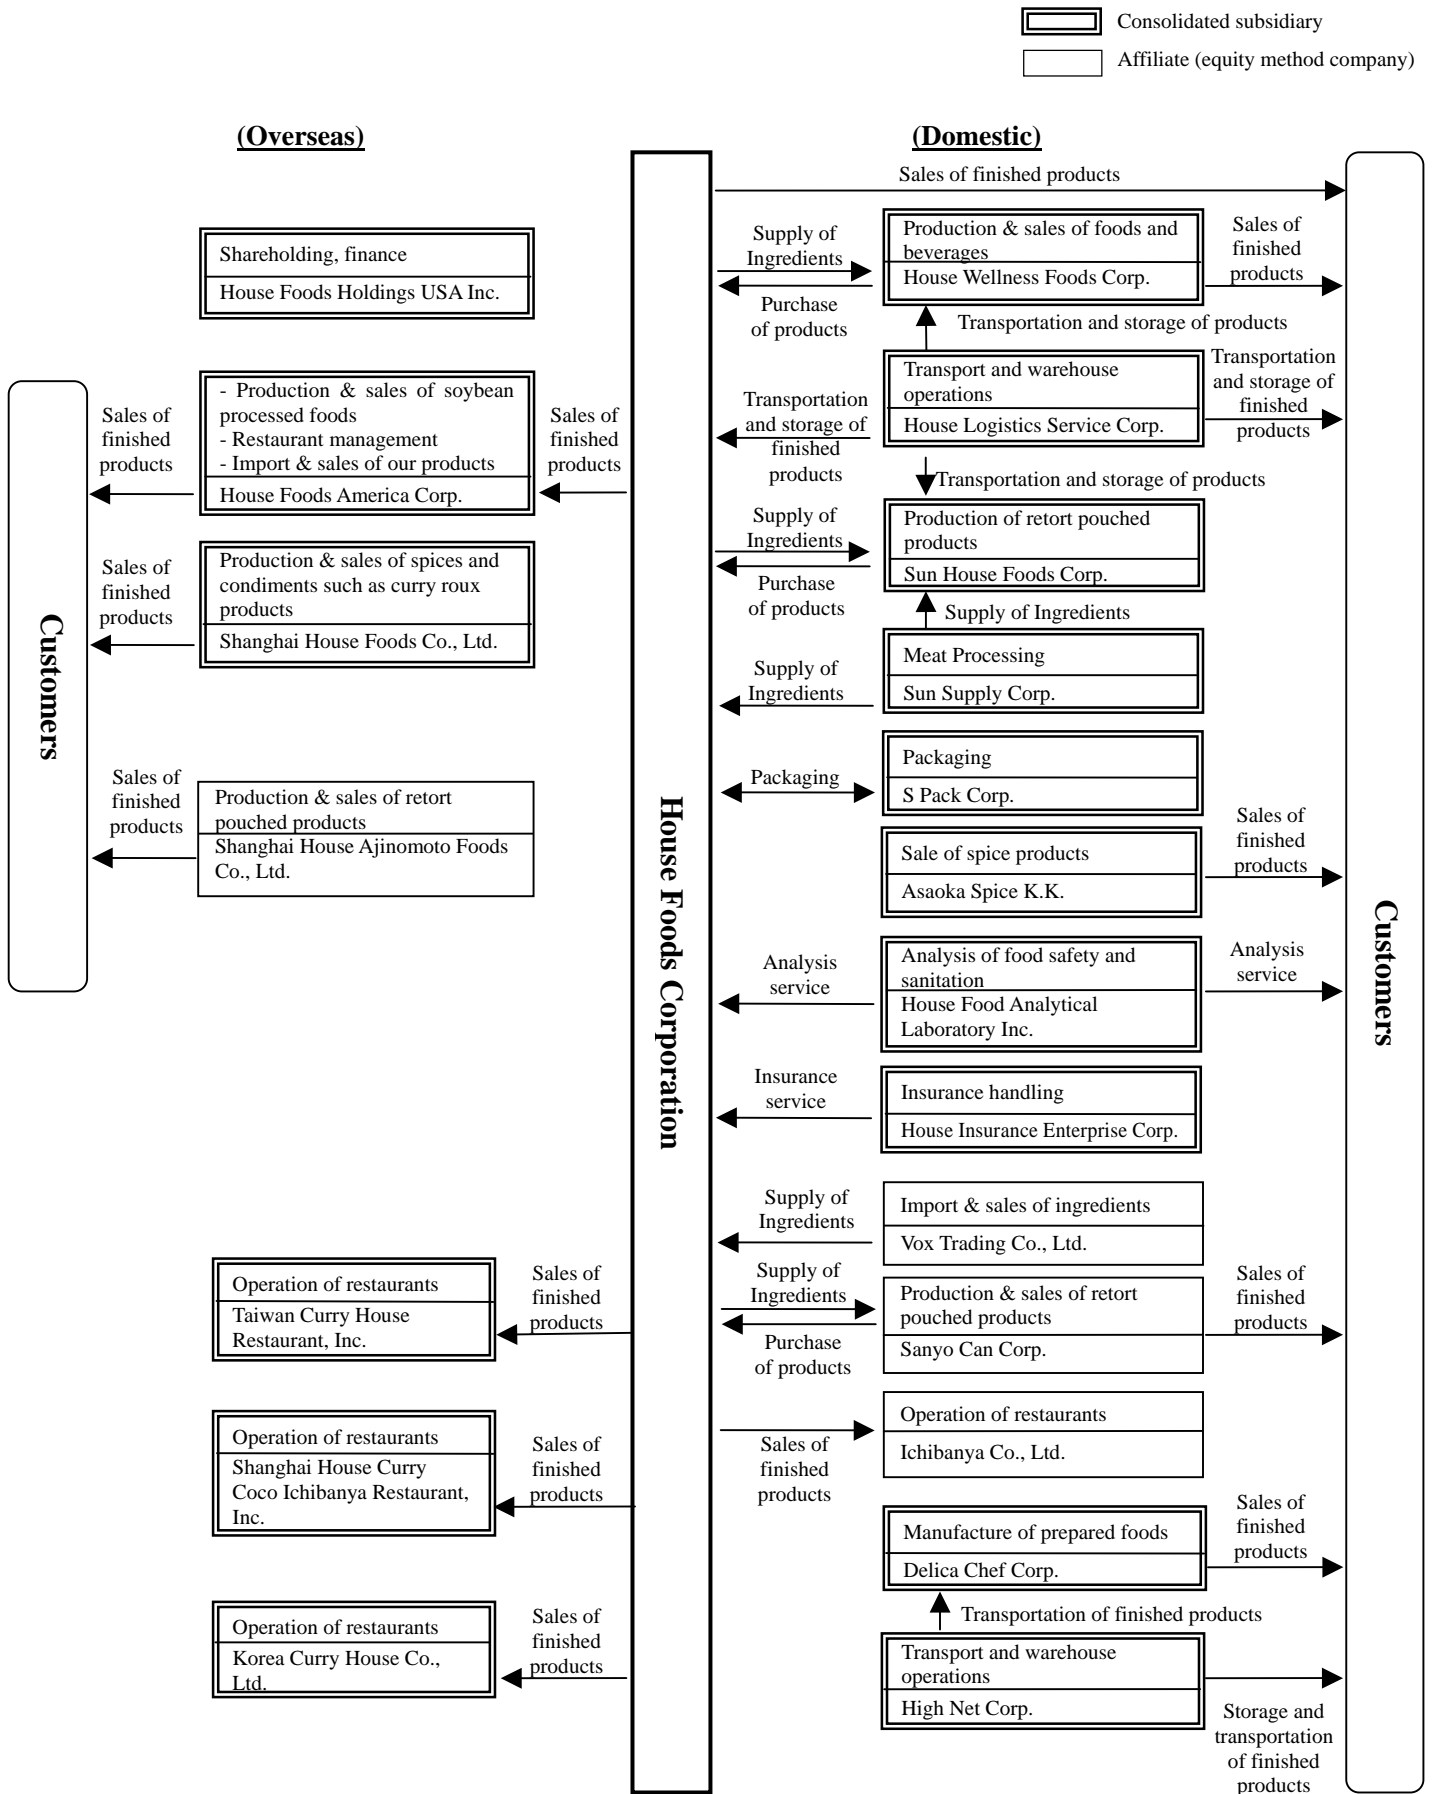 Consolidated subsidiary
Affiliate (equity method company)
(Overseas)
(Domestic)
Shareholding, finance
House Foods Holdings USA Inc.
Customers
Sales of
finished
products
- Production & sales of soybean
processed foods
- Restaurant management
- Import & sales of our products
House Foods America Corp.
Sales of
finished
products
Sales of
finished
products
Production & sales of spices and
condiments such as curry roux
products
Shanghai House Foods Co., Ltd.
Sales of
finished
products
Production & sales of retort
pouched products
Shanghai House Ajinomoto Foods
Co., Ltd.
Operation of restaurants
Taiwan Curry House
Restaurant, Inc.
Sales of
finished
products
Operation of restaurants
Shanghai House Curry
Coco Ichibanya Restaurant,
Inc.
Sales of
finished
products
Operation of restaurants
Korea Curry House Co.,
Ltd.
Sales of
finished
products
House Foods Corporation
Sales of finished products
Supply of
Ingredients
Purchase
of products
Production & sales of foods and
beverages
House Wellness Foods Corp.
Sales of
finished
products
Transportation and storage of products
Transportation
and storage of
finished
products
Transport and warehouse
operations
House Logistics Service Corp.
Transportation
and storage of
finished
products
Transportation and storage of products
Supply of
Ingredients
Purchase
of products
Production of retort pouched
products
Sun House Foods Corp.
Supply of Ingredients
Supply of
Ingredients
Meat Processing
Sun Supply Corp.
Packaging
Packaging
S Pack Corp.
Sale of spice products
Asaoka Spice K.K.
Sales of
finished
products
Analysis
service
Analysis of food safety and
sanitation
House Food Analytical
Laboratory Inc.
Analysis
service
Insurance
service
Insurance handling
House Insurance Enterprise Corp.
Supply of
Ingredients
Import & sales of ingredients
Vox Trading Co., Ltd.
Supply of
Ingredients
Purchase
of products
Production & sales of retort
pouched products
Sanyo Can Corp.
Sales of
finished
products
Sales of
finished
products
Operation of restaurants
Ichibanya Co., Ltd.
Manufacture of prepared foods
Delica Chef Corp.
Sales of
finished
products
Transportation of finished products
Transport and warehouse
operations
High Net Corp.
Storage and
transportation
of finished
products
Customers